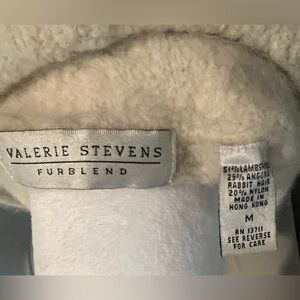 VALERIE STEVENS
FURBLEND
51% LAMBSWOOL
29% ANGORA
RABBIT HAIR
20% NYLON
MADE IN
HONG KONG
M
RN 13711
SEE REVERSE
FOR CARE